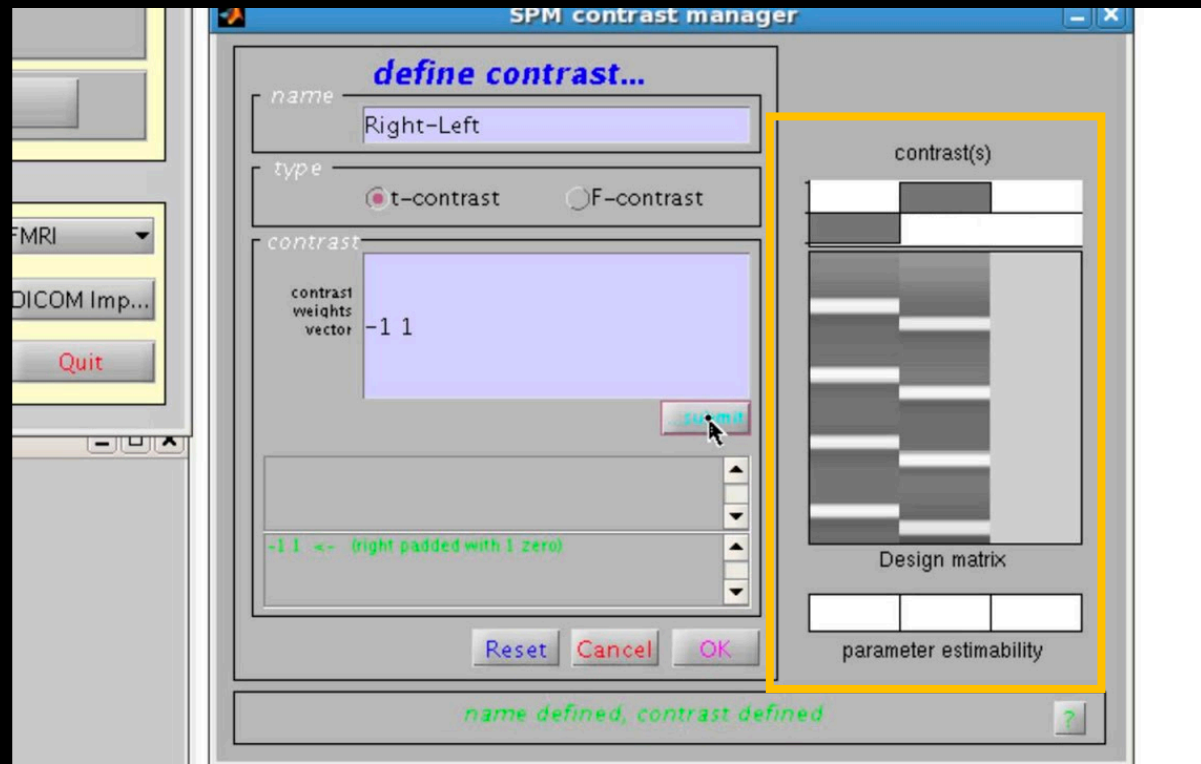 SPM contrast manager
define contrast...
name
Right-Left
type
t-contrast
F-contrast
contrast
contrast
weights
vector
-1 1
...submit
-1 1 <- (right padded with 1 zero)
Reset
Cancel
OK
name defined, contrast defined
?
contrast(s)
Design matrix
parameter estimability
FMRI
DICOM Imp...
Quit